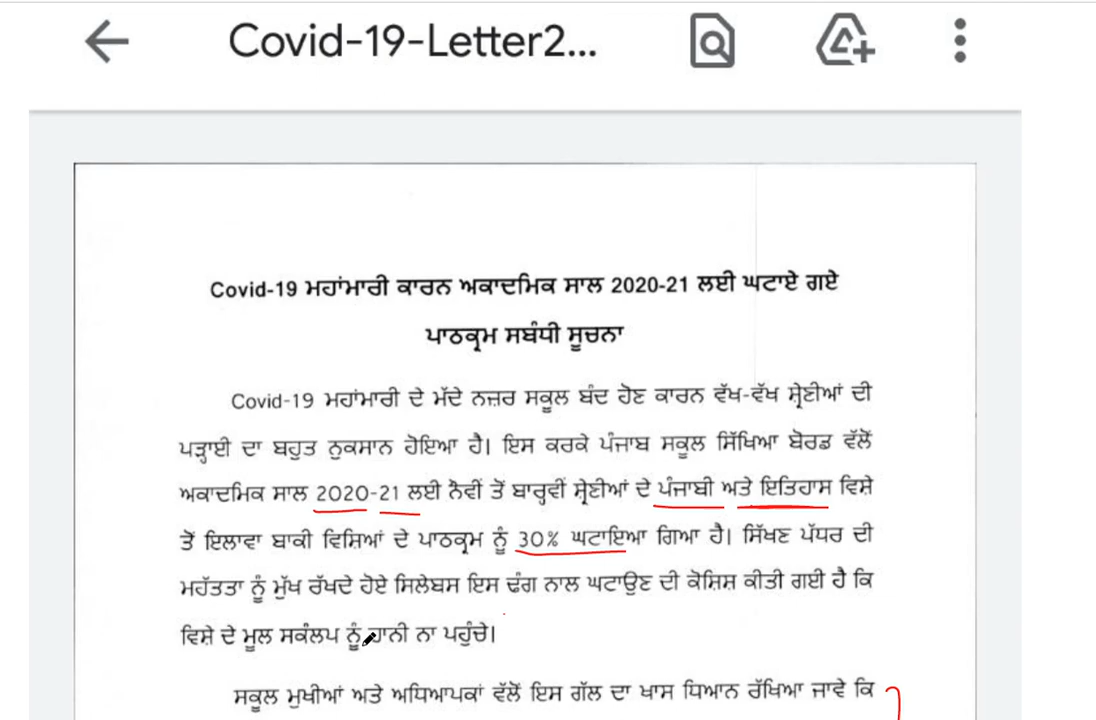 Covid-19-Letter2...
Covid-19 ਮਹਾਂਮਾਰੀ ਕਾਰਨ ਅਕਾਦਮਿਕ ਸਾਲ 2020-21 ਲਈ ਘਟਾਏ ਗਏ
ਪਾਠਕ੍ਰਮ ਸਬੰਧੀ ਸੂਚਨਾ
Covid-19 ਮਹਾਂਮਾਰੀ ਦੇ ਮੱਦੇ ਨਜ਼ਰ ਸਕੂਲ ਬੰਦ ਹੋਣ ਕਾਰਨ ਵੱਖ-ਵੱਖ ਸ਼੍ਰੇਣੀਆਂ ਦੀ
ਪੜ੍ਹਾਈ ਦਾ ਬਹੁਤ ਨੁਕਸਾਨ ਹੋਇਆ ਹੈ। ਇਸ ਕਰਕੇ ਪੰਜਾਬ ਸਕੂਲ ਸਿੱਖਿਆ ਬੋਰਡ ਵੱਲੋਂ
ਅਕਾਦਮਿਕ ਸਾਲ 2020-21 ਲਈ ਨੌਵੀਂ ਤੋਂ ਬਾਰ੍ਹਵੀਂ ਸ਼੍ਰੇਣੀਆਂ ਦੇ ਪੰਜਾਬੀ ਅਤੇ ਇਤਿਹਾਸ ਵਿਸ਼ੇ
ਤੋਂ ਇਲਾਵਾ ਬਾਕੀ ਵਿਸ਼ਿਆਂ ਦੇ ਪਾਠਕ੍ਰਮ ਨੂੰ 30% ਘਟਾਇਆ ਗਿਆ ਹੈ। ਸਿੱਖਣ ਪੱਧਰ ਦੀ
ਮਹੱਤਤਾ ਨੂੰ ਮੁੱਖ ਰੱਖਦੇ ਹੋਏ ਸਿਲੇਬਸ ਇਸ ਢੰਗ ਨਾਲ ਘਟਾਉਣ ਦੀ ਕੋਸ਼ਿਸ਼ ਕੀਤੀ ਗਈ ਹੈ ਕਿ
ਵਿਸ਼ੇ ਦੇ ਮੂਲ ਸਕੰਲਪ ਨੂੰ ਹਾਨੀ ਨਾ ਪਹੁੰਚੇ।
ਸਕੂਲ ਮੁਖੀਆਂ ਅਤੇ ਅਧਿਆਪਕਾਂ ਵੱਲੋਂ ਇਸ ਗੱਲ ਦਾ ਖਾਸ ਧਿਆਨ ਰੱਖਿਆ ਜਾਵੇ ਕਿ